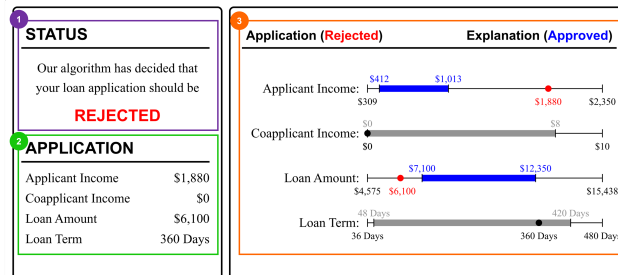 1
STATUS
Our algorithm has decided that
your loan application should be
REJECTED
2
APPLICATION
Applicant Income $1,880
Coapplicant Income $0
Loan Amount $6,100
Loan Term 360 Days
3
Application (Rejected) Explanation (Approved)
$412 $1,013
Applicant Income:
$309 $1,880 $2,350
$0 $8
Coapplicant Income:
$0 $10
$7,100 $12,350
Loan Amount:
$4,575 $6,100 $15,438
48 Days 420 Days
Loan Term:
36 Days 360 Days 480 Days